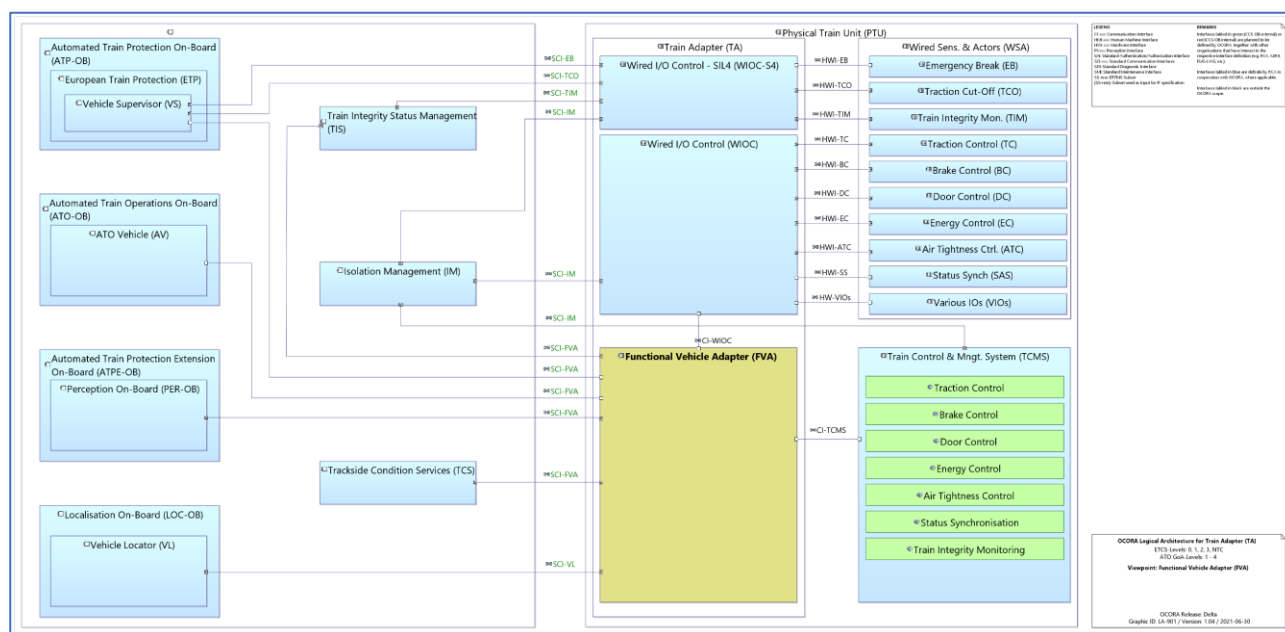 Physical Train Unit (PTU)
Automated Train Protection On-Board
(ATP-OB)
European Train Protection (ETP)
Vehicle Supervisor (VS)
Train Integrity Status Management
(TIS)
Automated Train Operations On-Board
(ATO-OB)
ATO Vehicle (AV)
Isolation Management (IM)
Automated Train Protection Extension
On-Board (ATPE-OB)
Perception On-Board (PER-OB)
Trackside Condition Services (TCS)
Localisation On-Board (LOC-OB)
Vehicle Locator (VL)
SCI-EB
SCI-TCO
SCI-TIM
SCI-IM
SCI-IM
SCI-IM
SCI-FVA
SCI-FVA
SCI-FVA
SCI-FVA
SCI-FVA
SCI-VL
Train Adapter (TA)
Wired I/O Control - SIL4 (WIOC-S4)
Wired I/O Control (WIOC)
CI-WIOC
Functional Vehicle Adapter (FVA)
HWI-EB
HWI-TCO
HWI-TIM
HWI-TC
HWI-BC
HWI-DC
HWI-EC
HWI-ATC
HWI-SS
HW-VIOs
CI-TCMS
Wired Sens. & Actors (WSA)
Emergency Break (EB)
Traction Cut-Off (TCO)
Train Integrity Mon. (TIM)
Traction Control (TC)
Brake Control (BC)
Door Control (DC)
Energy Control (EC)
Air Tightness Ctrl. (ATC)
Status Synch (SAS)
Various IOs (VIOs)
Train Control & Mngt. System (TCMS)
Traction Control
Brake Control
Door Control
Energy Control
Air Tightness Control
Status Synchronisation
Train Integrity Monitoring
LEGEND
REMARKS
OCORA Logical Architecture for Train Adapter (TA)
ETCS-Levels: 0, 1, 2, 3, NTC
ATO GoA-Levels: 1 - 4
Viewpoint: Functional Vehicle Adapter (FVA)
OCORA Release: Delta
Graphic ID: LA-901 / Version: 1.04 / 2021-06-30